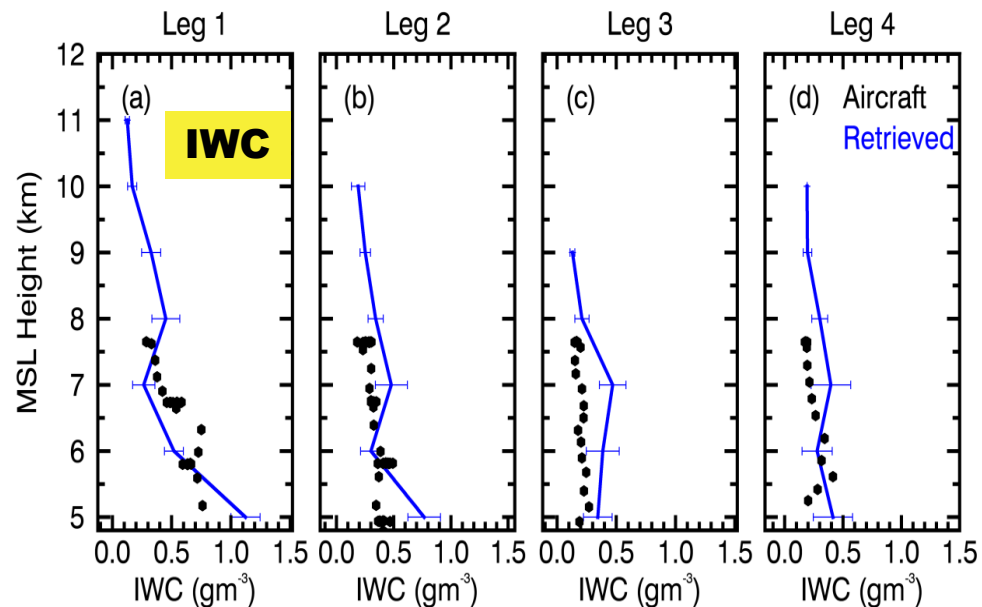 Leg 1 Leg 2 Leg 3 Leg 4
12
11
10
9
8
7
6
5
MSL Height (km)
(a) (b) (c) (d) Aircraft
Retrieved
IWC
0.0 0.5 1.0 1.5
0.0 0.5 1.0 1.5
0.0 0.5 1.0 1.5
0.0 0.5 1.0 1.5
IWC (gm⁻³) IWC (gm⁻³) IWC (gm⁻³) IWC (gm⁻³)